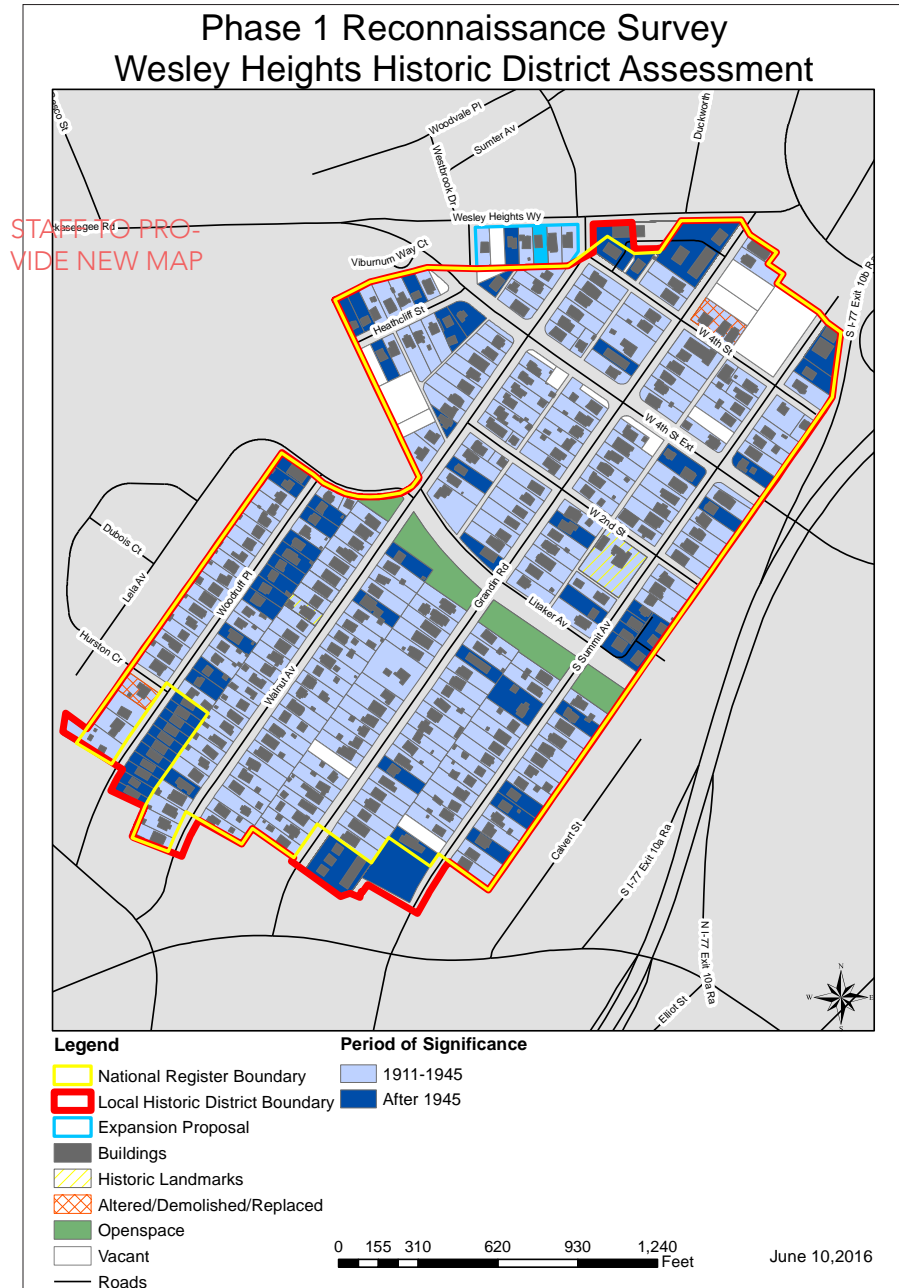 Phase 1 Reconnaissance Survey
Wesley Heights Historic District Assessment
Woodvale Pl
Sumter Av
Duckworth
Westbrook Dr
Wesley Heights Wy
STAFF TO PRO-
VIDE NEW MAP
Viburnum Way Ct
Heathcliff St
S I-77 Exit 10b Ra
W 4th St
W 4th St Ext
W 2nd St
Dubois Ct
Lela Av
Woodruff Pl
Grandin Rd
Litaker Av
S Summit Av
Hurston Cr
Walnut Av
Calvert St
S I-77 Exit 10a Ra
N I-77 Exit 10a Ra
Elliot St
N
W E
S
Legend
National Register Boundary
Local Historic District Boundary
Expansion Proposal
Buildings
Historic Landmarks
Altered/Demolished/Replaced
Openspace
Vacant
Roads
Period of Significance
1911-1945
After 1945
0 155 310 620 930 1,240
Feet
June 10,2016